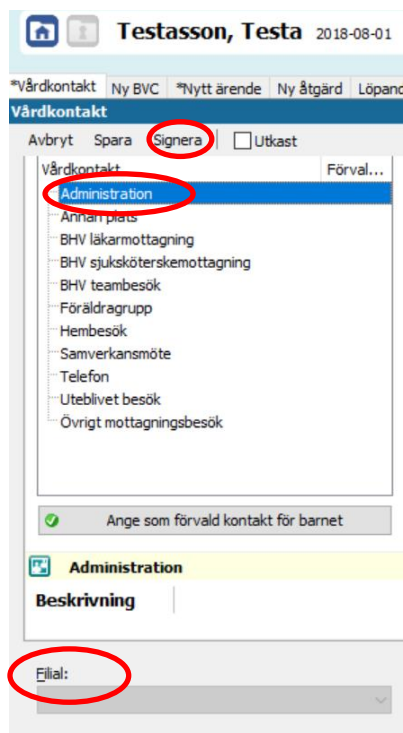 Testasson, Testa 2018-08-01
*Vårdkontakt Ny BVC *Nytt ärende Ny åtgärd Löpand
Vårdkontakt
Avbryt Spara Signera Utkast
Vårdkontakt Förval...
Administration
Annan plats
BHV läkarmottagning
BHV sjuksköterskemottagning
BHV teambesök
Föräldragrupp
Hembesök
Samverkansmöte
Telefon
Uteblivet besök
Övrigt mottagningsbesök
Ange som förvald kontakt för barnet
Administration
Beskrivning
Filial: